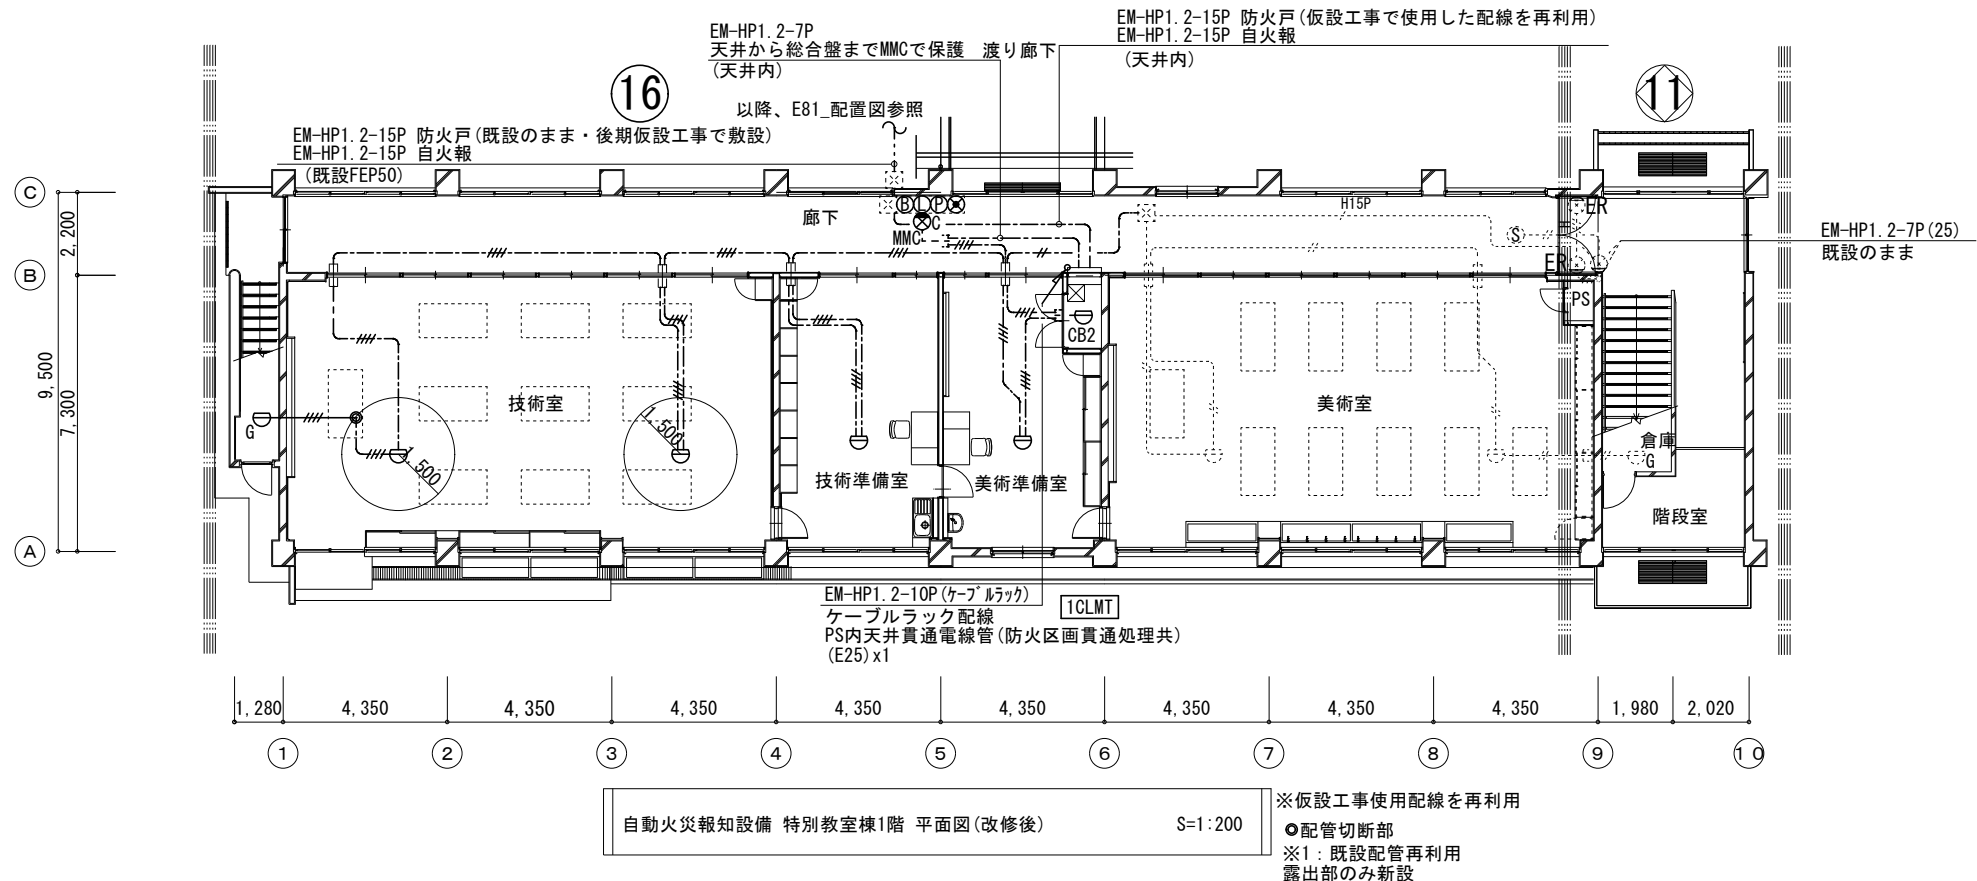 EM-HP1.2-7P
天井から総合盤までMMCで保護 渡り廊下
(天井内)
EM-HP1.2-15P 防火戸(仮設工事で使用した配線を再利用)
EM-HP1.2-15P 自火報
(天井内)
16
11
以降、E81_配置図参照
EM-HP1.2-15P 防火戸(既設のまま・後期仮設工事で敷設)
EM-HP1.2-15P 自火報
(既設FEP50)
C
B
A
2,200
7,300
9,500
廊下
B L P
C
MMC
H15P
S
ER
ER
EM-HP1.2-7P(25)
既設のまま
PS
CB2
技術室
1,500
1,500
G
技術準備室
美術準備室
美術室
倉庫
G
階段室
EM-HP1.2-10P(ケーブルラック)
ケーブルラック配線
PS内天井貫通電線管(防火区画貫通処理共)
(E25)x1
1CLMT
1,280 4,350 4,350 4,350 4,350 4,350 4,350 4,350 4,350 1,980 2,020
1 2 3 4 5 6 7 8 9 10
自動火災報知設備 特別教室棟1階 平面図(改修後) S=1:200
※仮設工事使用配線を再利用
◎配管切断部
※1:既設配管再利用
露出部のみ新設